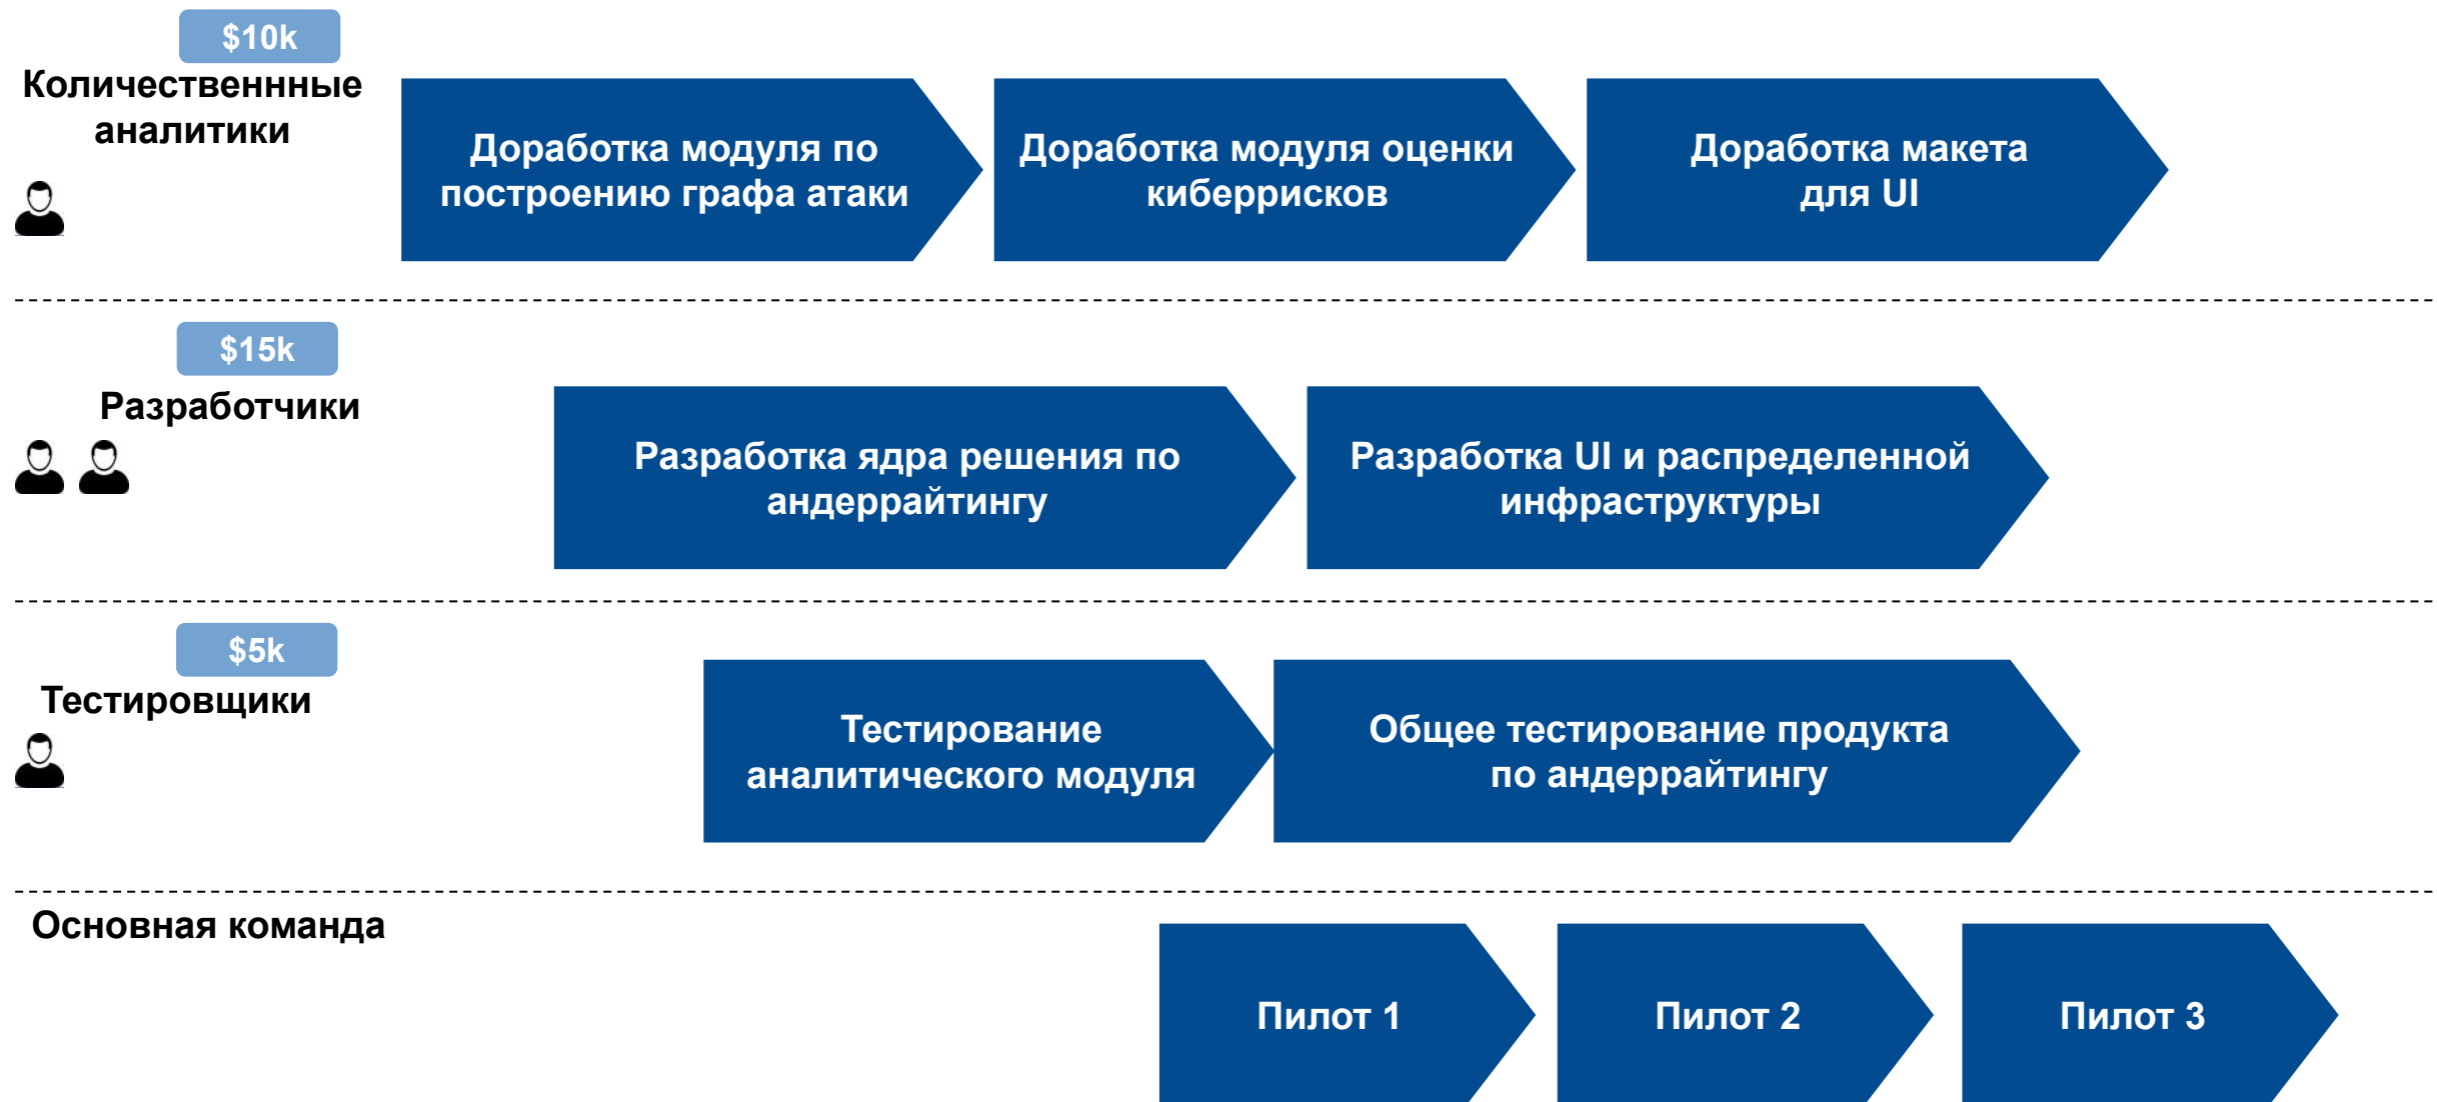 $10k
Количественнные
аналитики
Доработка модуля по
построению графа атаки
Доработка модуля оценки
киберрисков
Доработка макета
для UI
$15k
Разработчики
Разработка ядра решения по
андеррайтингу
Разработка UI и распределенной
инфраструктуры
$5k
Тестировщики
Тестирование
аналитического модуля
Общее тестирование продукта
по андеррайтингу
Основная команда
Пилот 1
Пилот 2
Пилот 3